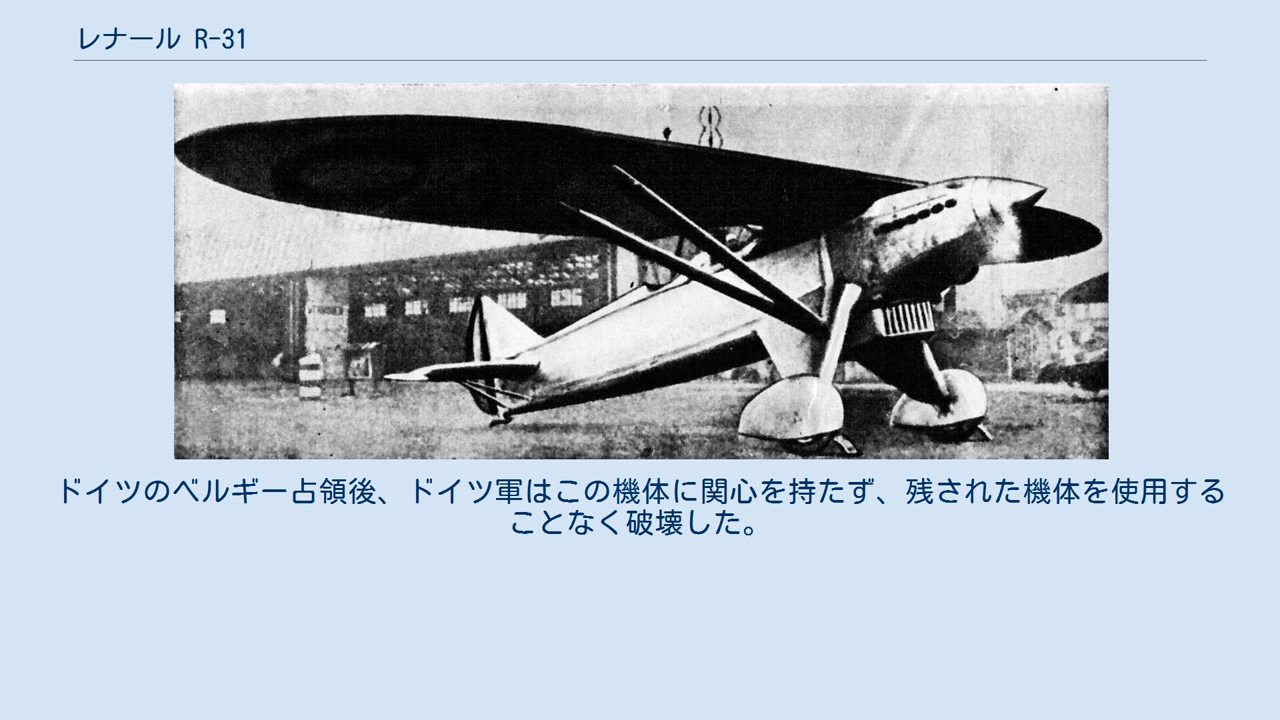 レナール R-31
ドイツのベルギー占領後、ドイツ軍はこの機体に関心を持たず、残された機体を使用する
ことなく破壊した。